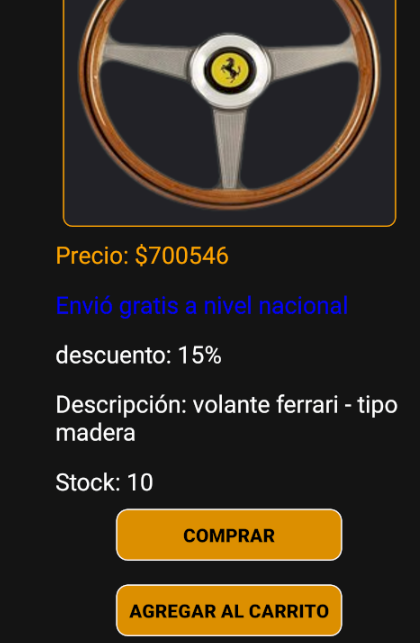 Precio: $700546
Envió gratis a nivel nacional
descuento: 15%
Descripción: volante ferrari - tipo
madera
Stock: 10
COMPRAR
AGREGAR AL CARRITO